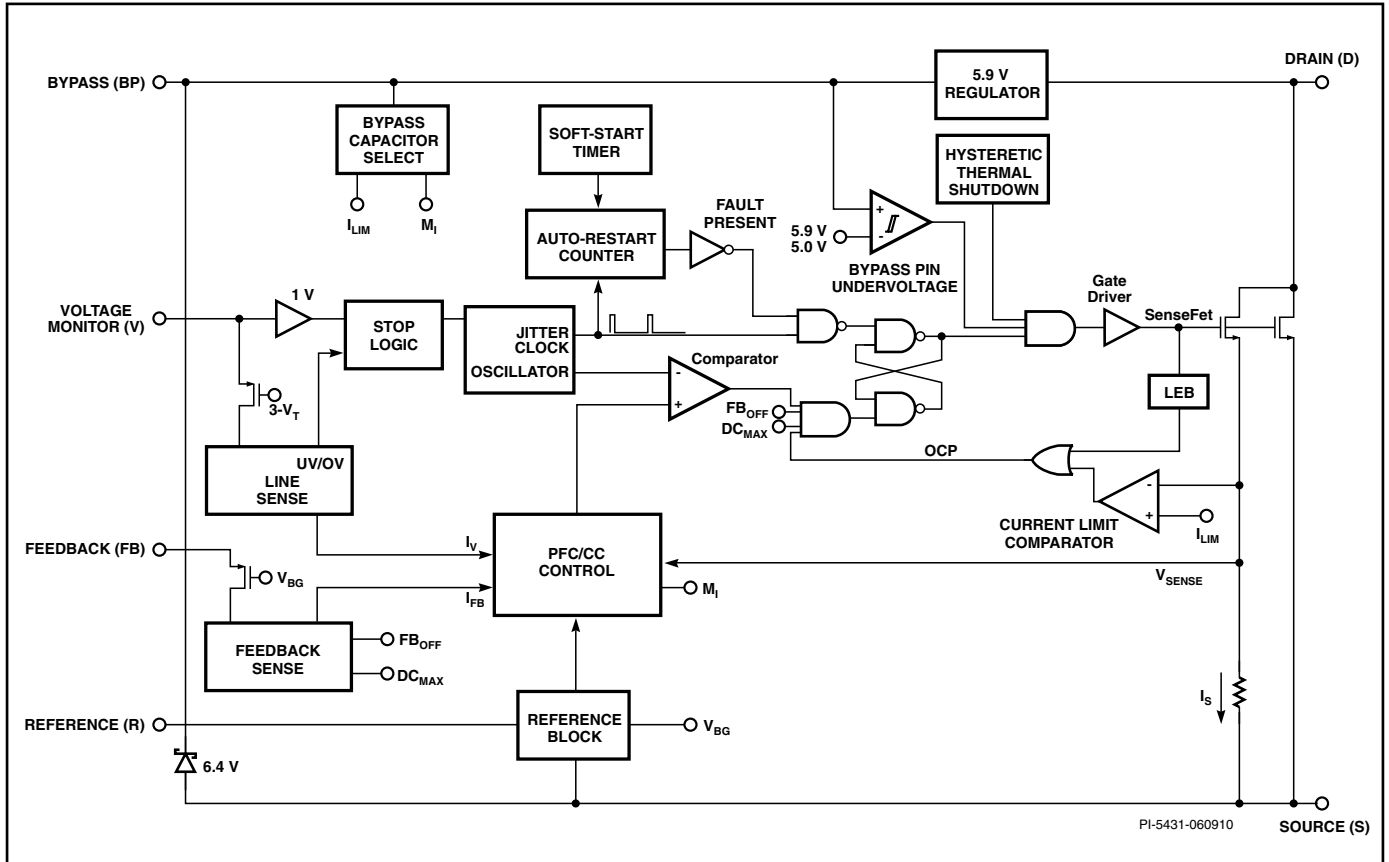 DRAIN (D)
BYPASS (BP)
5.9 V
REGULATOR
BYPASS
CAPACITOR
SELECT
SOFT-START
TIMER
HYSTERETIC
THERMAL
SHUTDOWN
I_LIM
M_I
AUTO-RESTART
COUNTER
FAULT
PRESENT
+
-
5.9 V
5.0 V
BYPASS PIN
UNDERVOLTAGE
Gate
Driver
SenseFet
VOLTAGE
MONITOR (V)
1 V
STOP
LOGIC
JITTER
CLOCK
OSCILLATOR
Comparator
-
+
3-V_T
FB_OFF
DC_MAX
LEB
OCP
UV/OV
LINE
SENSE
-
+
I_LIM
CURRENT LIMIT
COMPARATOR
FEEDBACK (FB)
V_BG
I_V
I_FB
PFC/CC
CONTROL
M_I
V_SENSE
FEEDBACK
SENSE
FB_OFF
DC_MAX
I_S
REFERENCE (R)
REFERENCE
BLOCK
V_BG
6.4 V
PI-5431-060910
SOURCE (S)